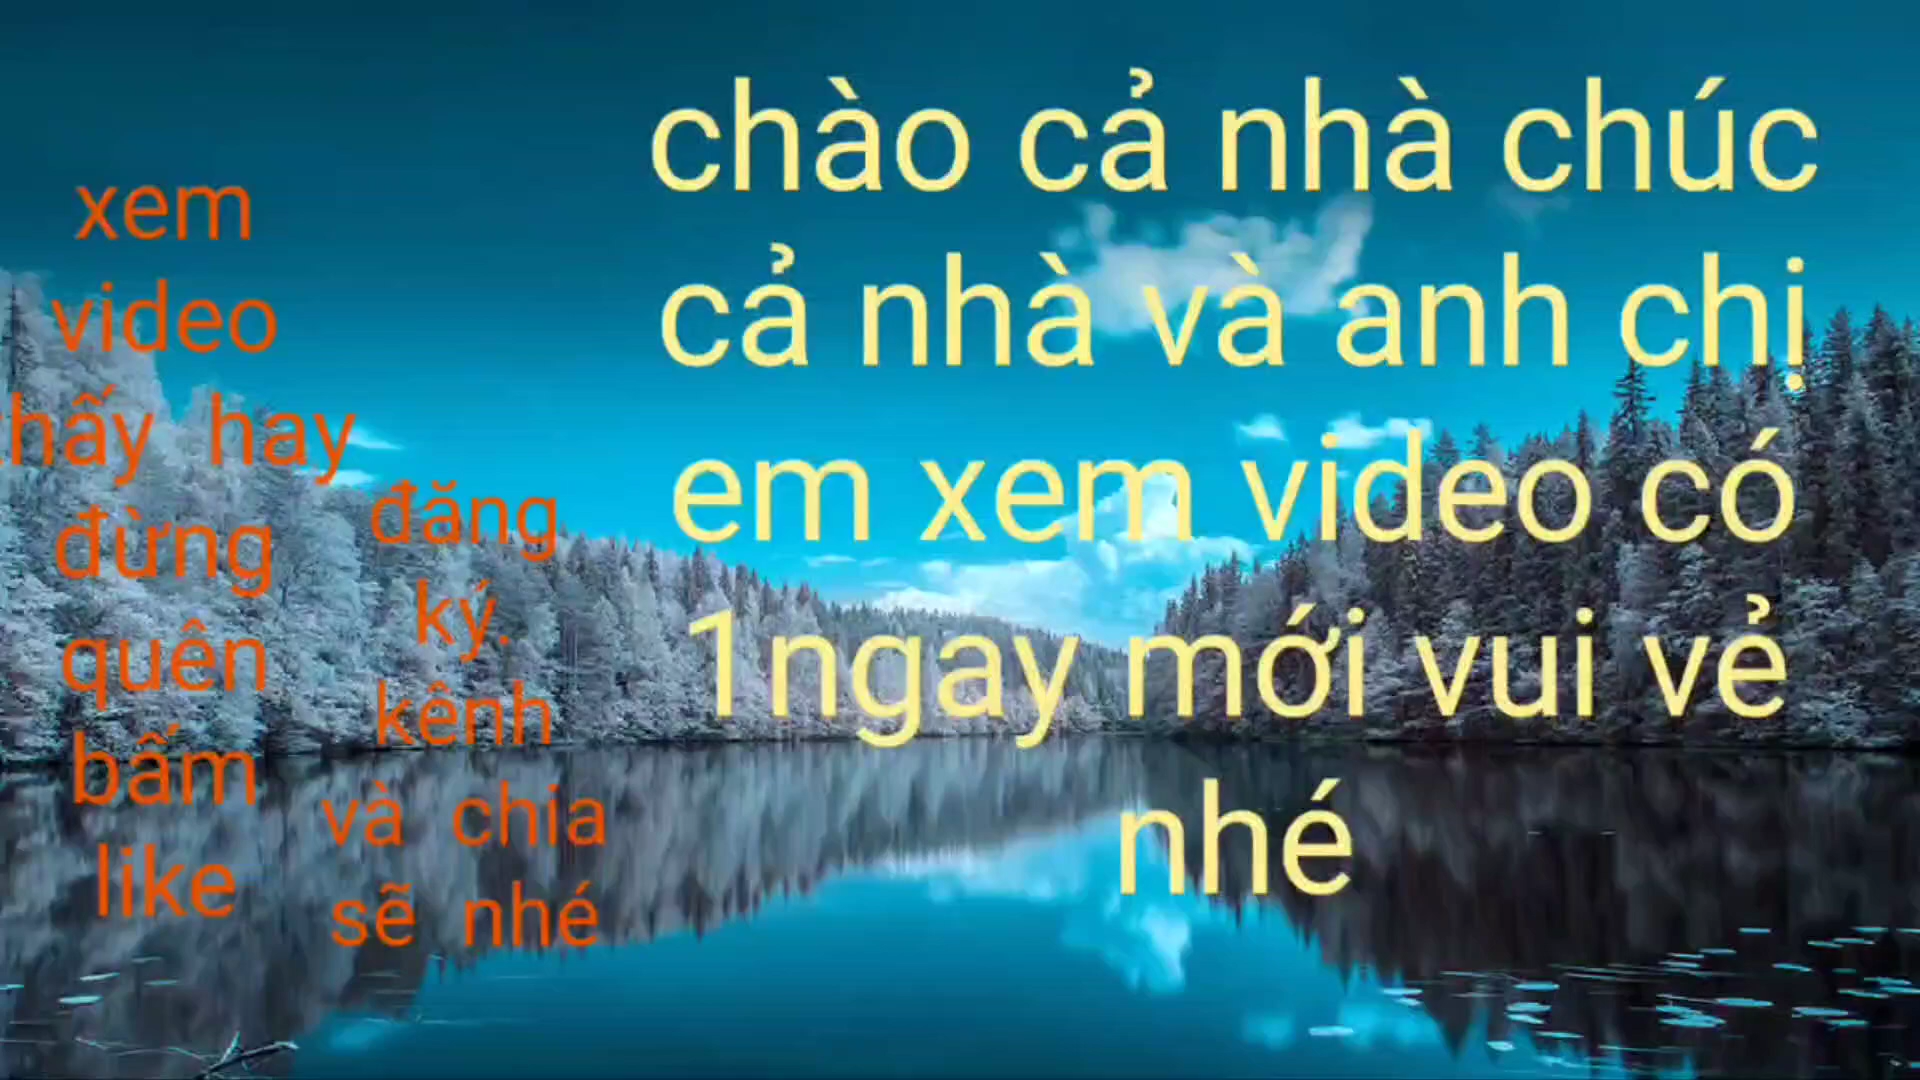 xem
video
thấy hay
đừng
quên
bấm
like
đăng
ký.
kênh
và chia
sẽ nhé
chào cả nhà chúc
cả nhà và anh chị
em xem video có
1ngay mới vui vẻ
nhé